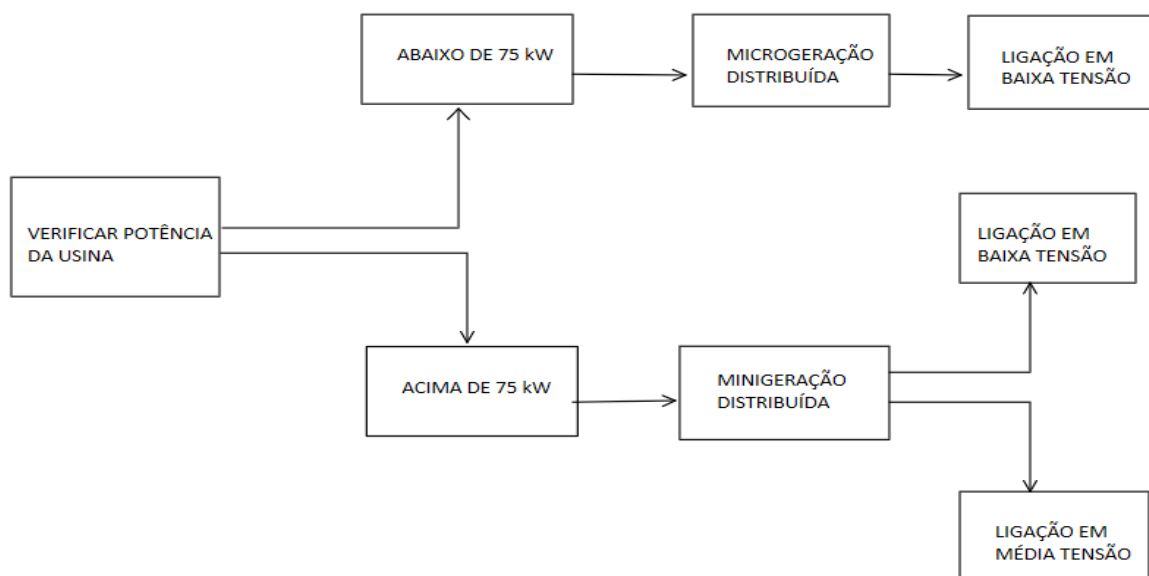 ABAIXO DE 75 kW
MICROGERAÇÃO
DISTRIBUÍDA
LIGAÇÃO EM
BAIXA TENSÃO
VERIFICAR POTÊNCIA
DA USINA
LIGAÇÃO EM
BAIXA TENSÃO
ACIMA DE 75 kW
MINIGERAÇÃO
DISTRIBUÍDA
LIGAÇÃO EM
MÉDIA TENSÃO